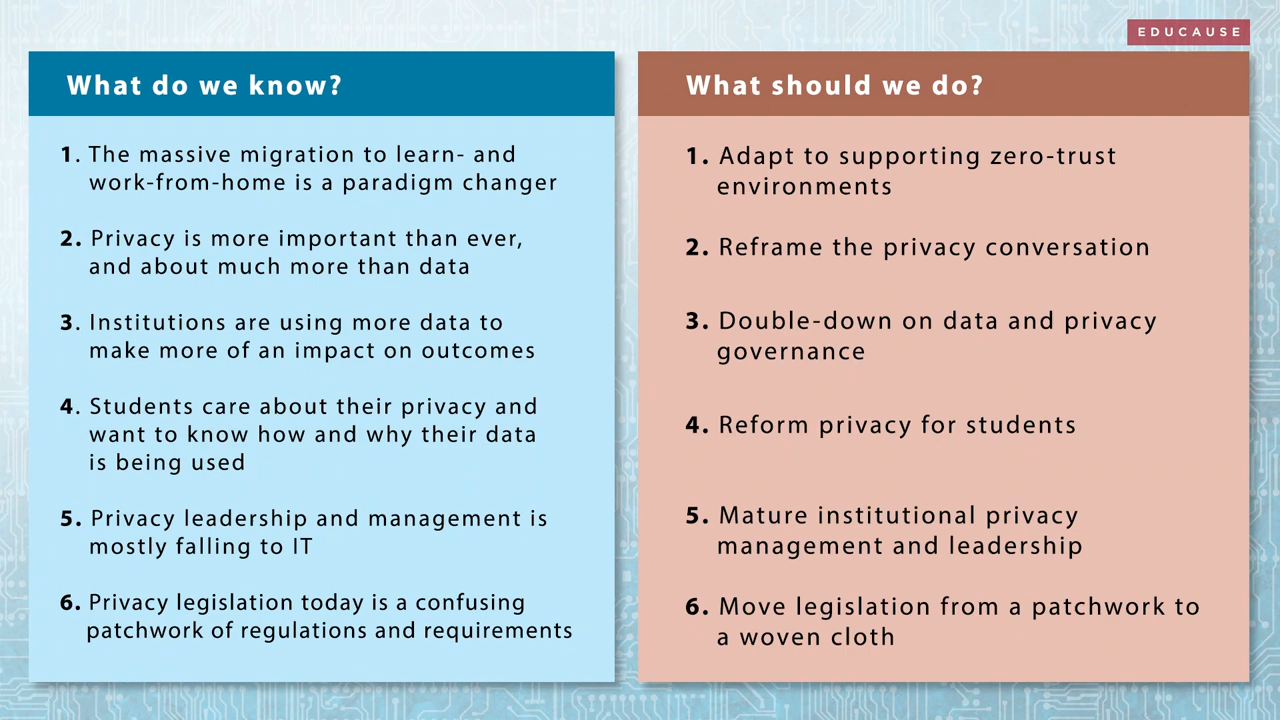 EDUCAUSE
What do we know?
1. The massive migration to learn- and
work-from-home is a paradigm changer
2. Privacy is more important than ever,
and about much more than data
3. Institutions are using more data to
make more of an impact on outcomes
4. Students care about their privacy and
want to know how and why their data
is being used
5. Privacy leadership and management is
mostly falling to IT
6. Privacy legislation today is a confusing
patchwork of regulations and requirements
What should we do?
1. Adapt to supporting zero-trust
environments
2. Reframe the privacy conversation
3. Double-down on data and privacy
governance
4. Reform privacy for students
5. Mature institutional privacy
management and leadership
6. Move legislation from a patchwork to
a woven cloth